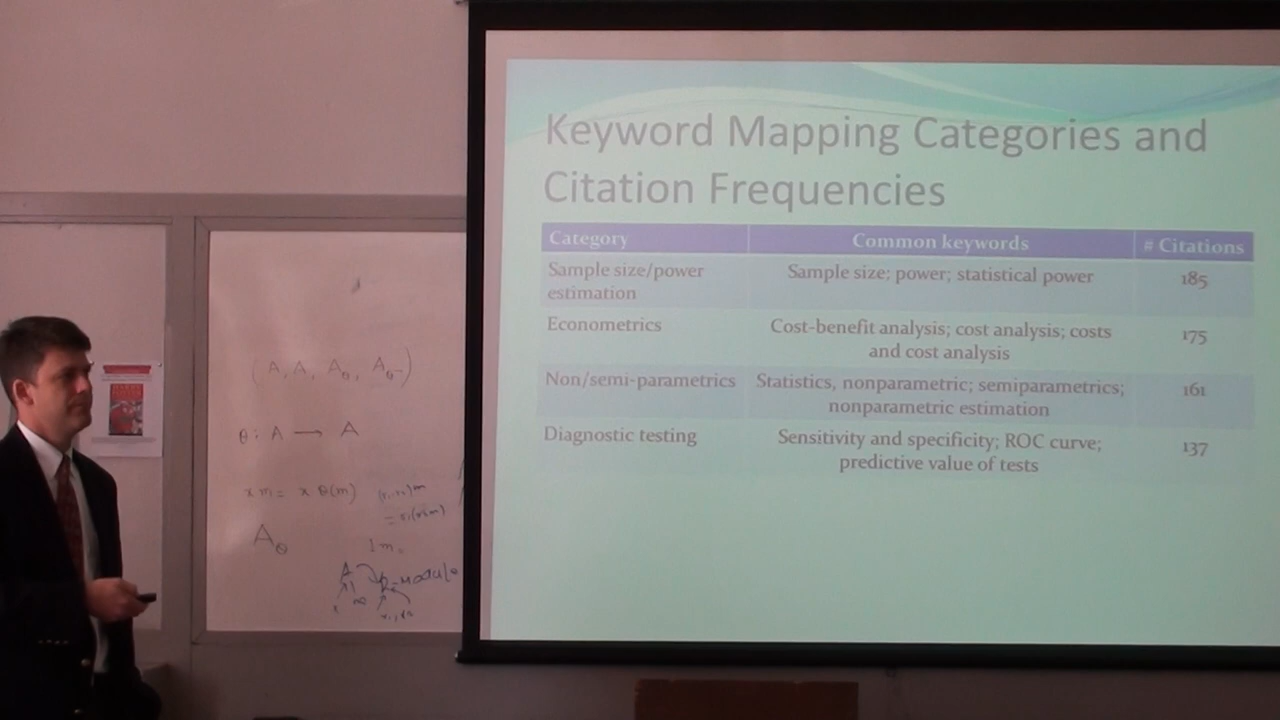 Keyword Mapping Categories and
Citation Frequencies
Category Common keywords # Citations
Sample size/power
estimation
Sample size; power; statistical power
185
Econometrics
Cost-benefit analysis; cost analysis; costs
and cost analysis
175
Non/semi-parametrics
Statistics, nonparametric; semiparametrics;
nonparametric estimation
161
Diagnostic testing
Sensitivity and specificity; ROC curve;
predictive value of tests
137
θ: A → A
x m = x θ(m)
A_θ
1 m =
A
R-module